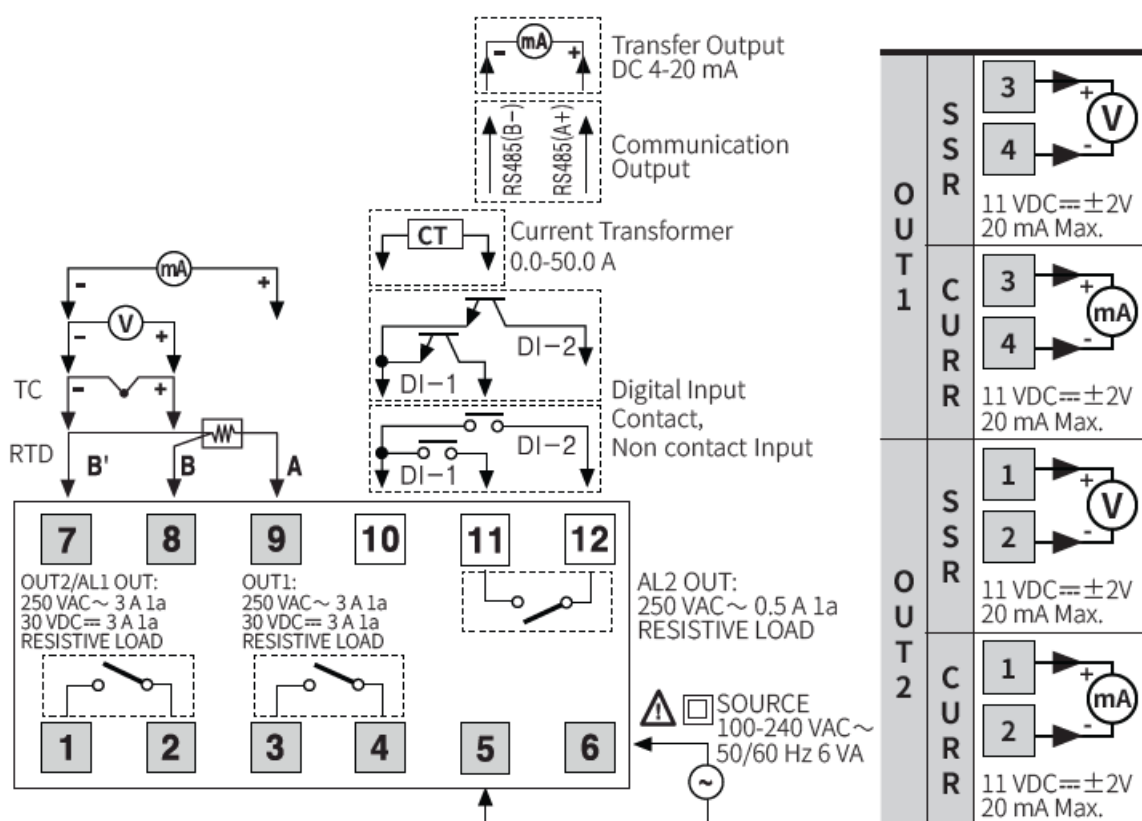 - mA +
Transfer Output
DC 4-20 mA
RS485(B-)
RS485(A+)
Communication
Output
CT
Current Transformer
0.0-50.0 A
DI-2
DI-1
Digital Input
Contact,
Non contact Input
DI-2
DI-1
- mA +
- V +
TC - +
RTD B' B A
7 8 9 10 11 12
OUT2/AL1 OUT:
250 VAC~ 3 A 1a
30 VDC⎓ 3 A 1a
RESISTIVE LOAD
OUT1:
250 VAC~ 3 A 1a
30 VDC⎓ 3 A 1a
RESISTIVE LOAD
AL2 OUT:
250 VAC~ 0.5 A 1a
RESISTIVE LOAD
1 2 3 4 5 6
! SOURCE
100-240 VAC~
50/60 Hz 6 VA
~
OUT1
SSR
3 +
V
4 -
11 VDC⎓±2V
20 mA Max.
CURR
3 +
mA
4 -
11 VDC⎓±2V
20 mA Max.
OUT2
SSR
1 +
V
2 -
11 VDC⎓±2V
20 mA Max.
CURR
1 +
mA
2 -
11 VDC⎓±2V
20 mA Max.